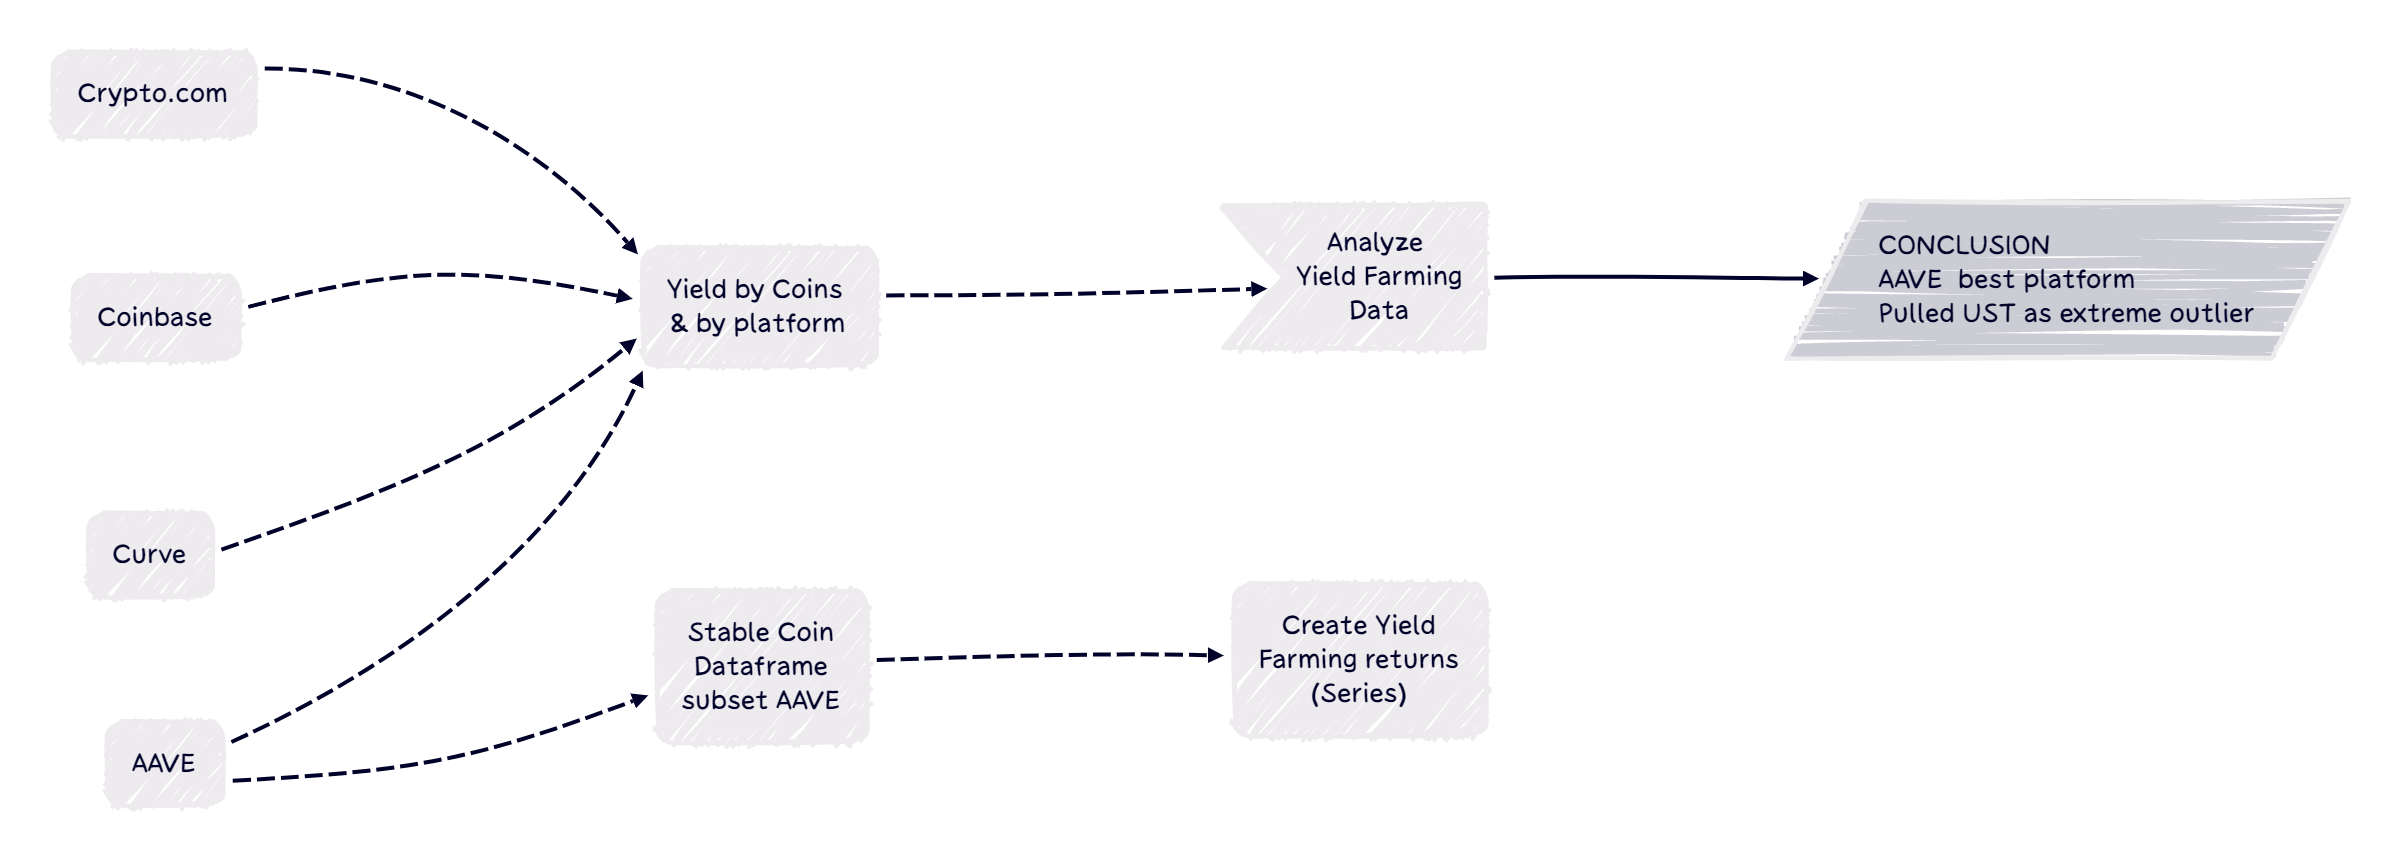 Crypto.com
Coinbase
Curve
AAVE
Yield by Coins
& by platform
Stable Coin
Dataframe
subset AAVE
Analyze
Yield Farming
Data
Create Yield
Farming returns
(Series)
CONCLUSION
AAVE  best platform
Pulled UST as extreme outlier